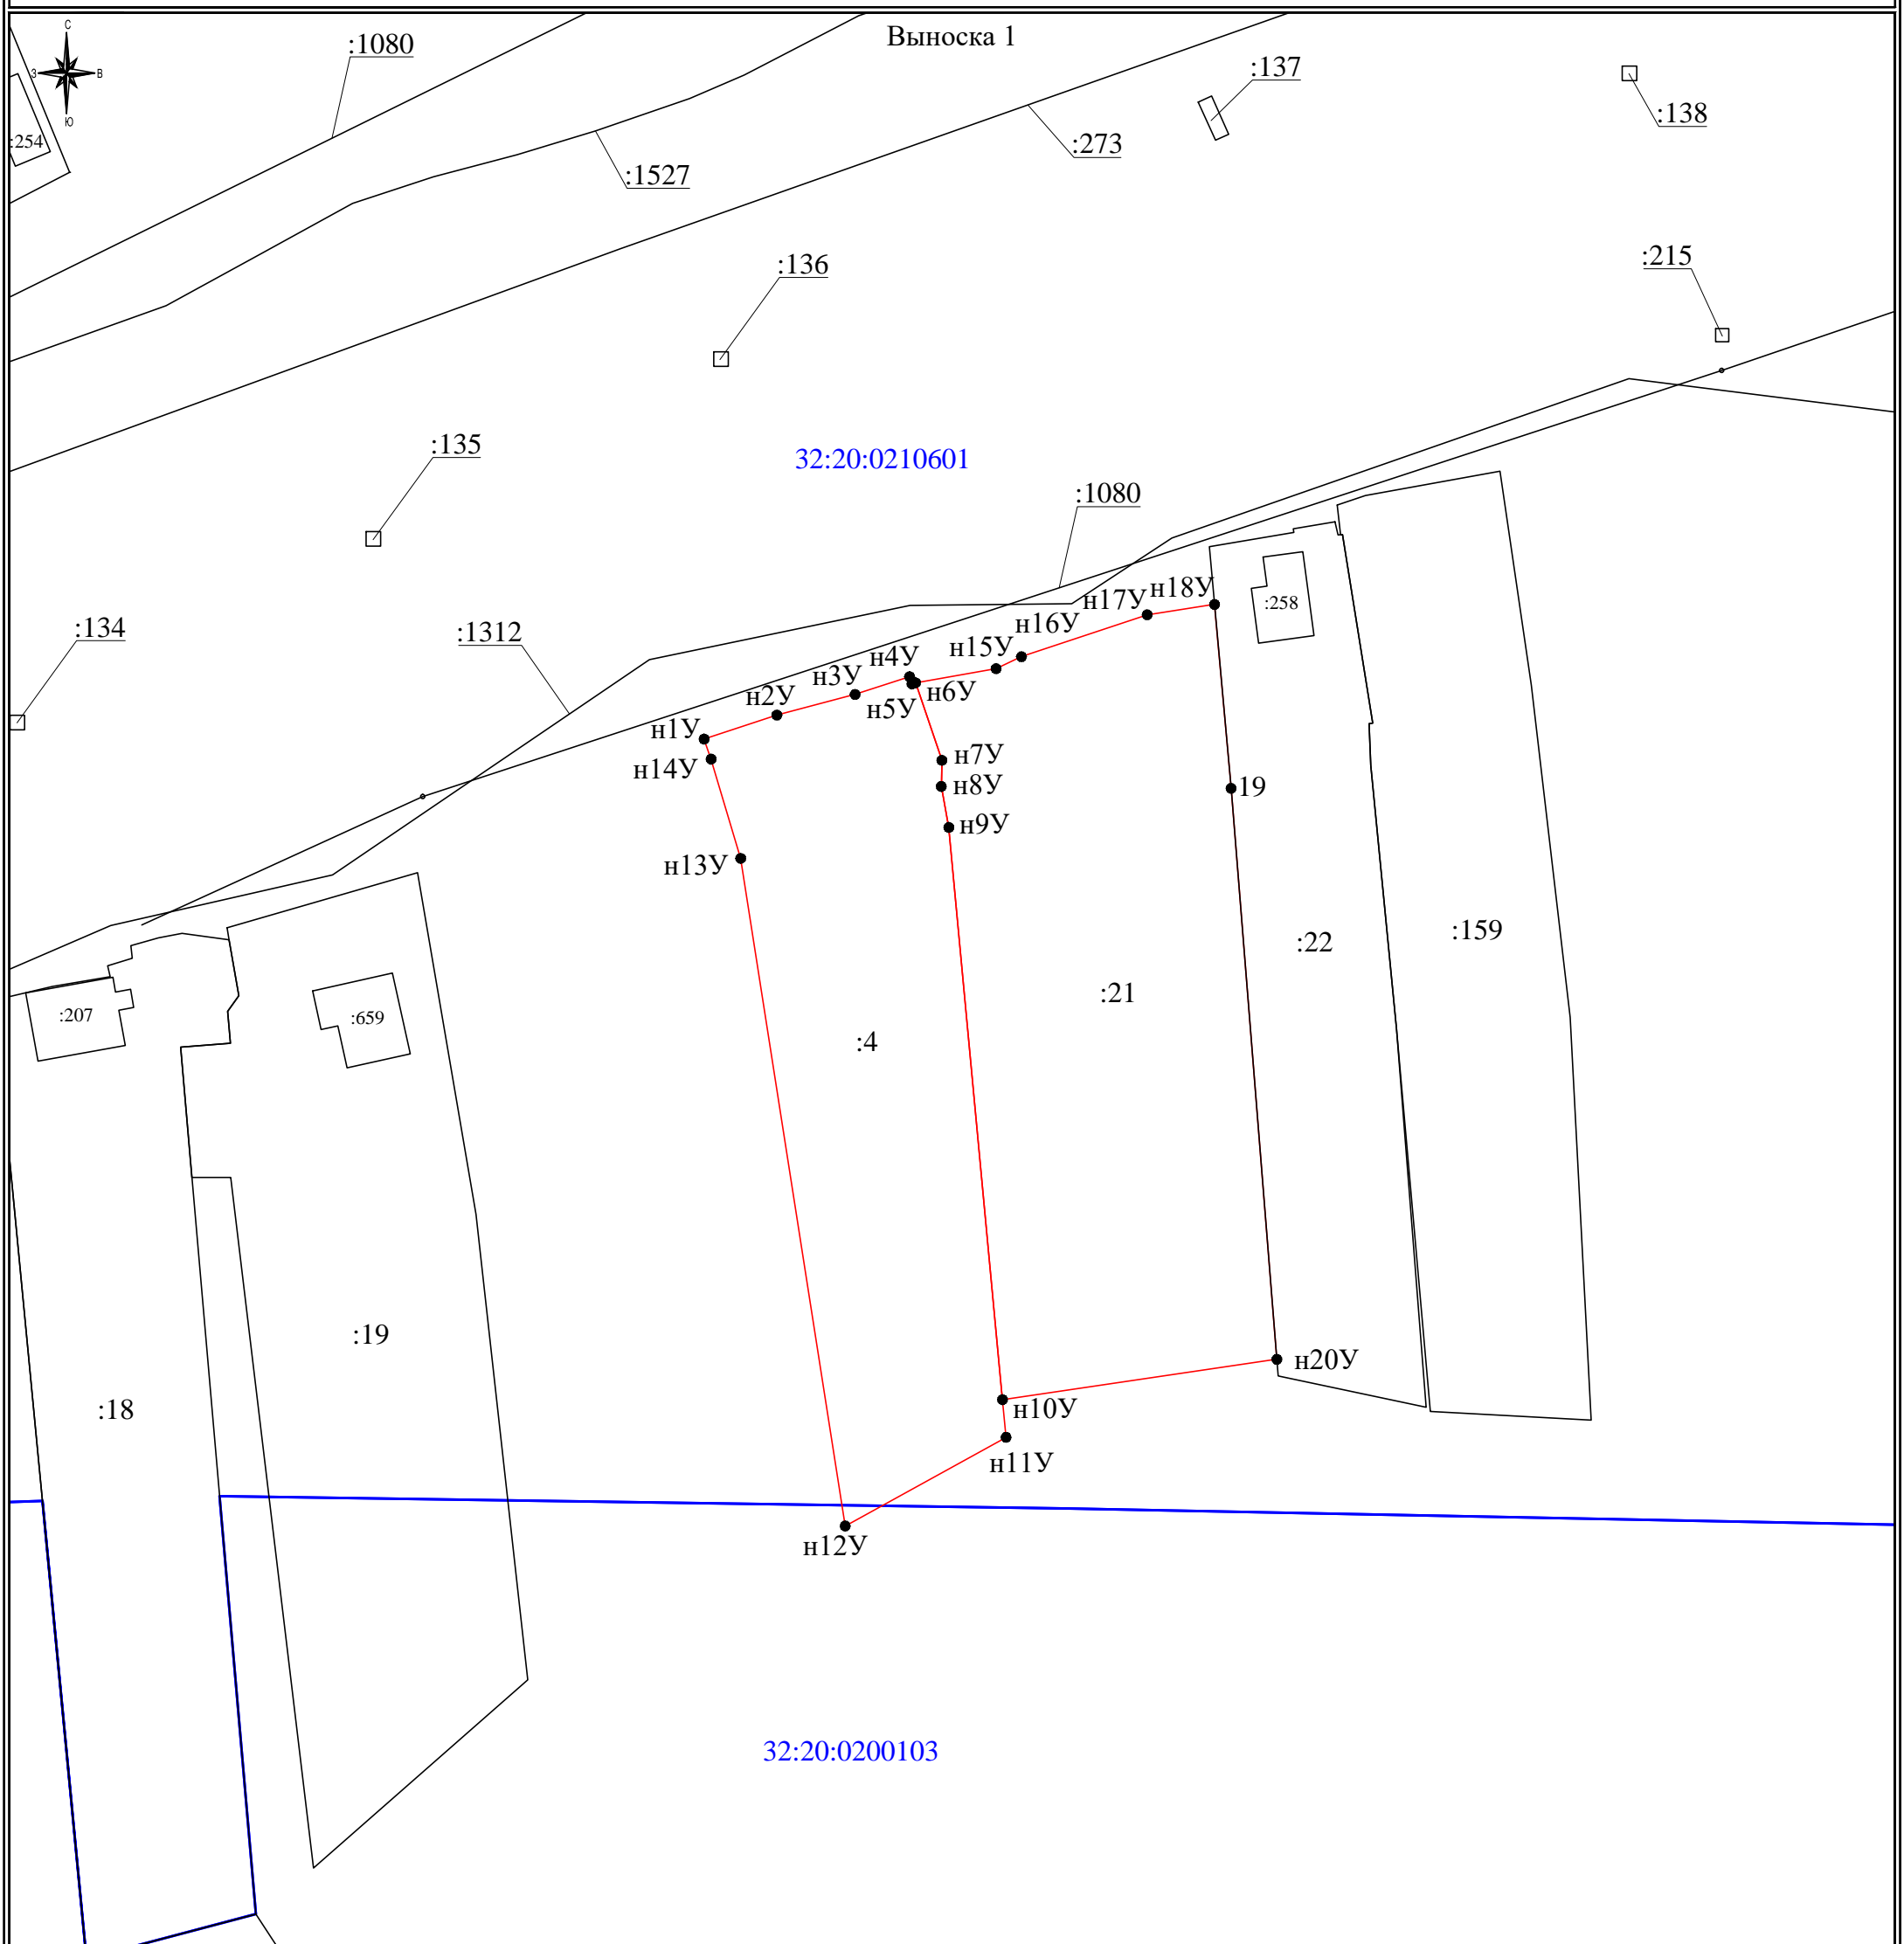 Выноска 1
С
З
В
Ю
:1080
:137
:138
:254
:273
:1527
:136
:215
:135
32:20:0210601
:1080
н18У
н17У
:258
:134
:1312
н16У
н15У
н4У
н3У
н6У
н5У
н2У
н1У
н7У
н14У
н8У
19
н9У
н13У
:159
:22
:21
:207
:659
:4
:19
н20У
:18
н10У
н11У
н12У
32:20:0200103